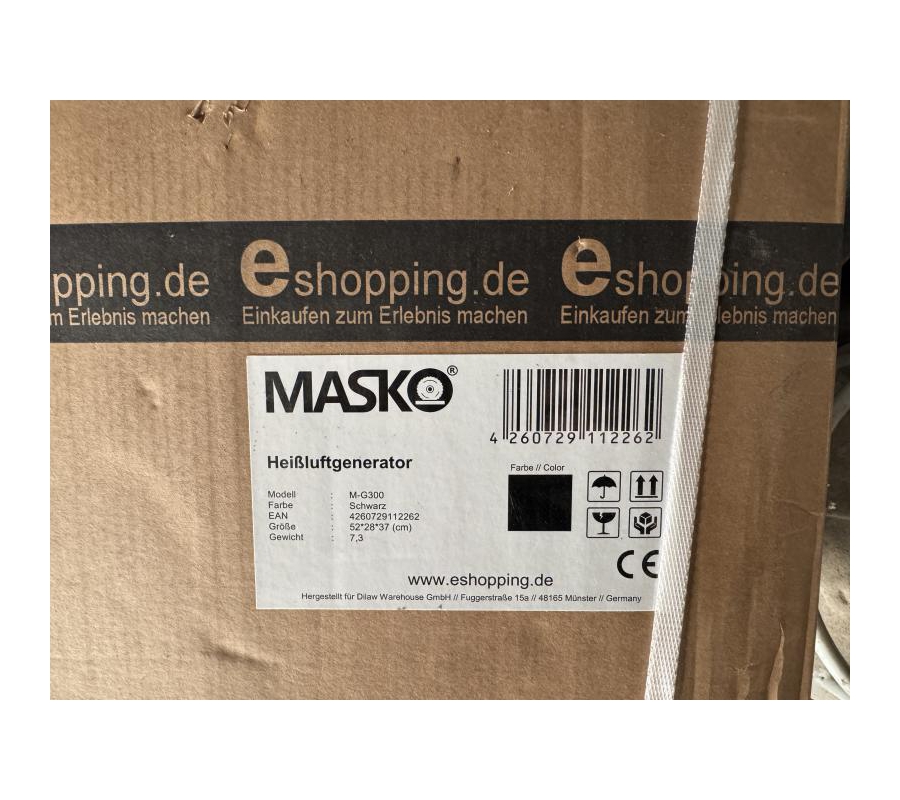 pping.de eshopping.de eshop ping.de
m Erlebnis machen Einkaufen zum Erlebnis machen Einkaufen zum lebnis machen
MASKO®
4 260729 112262
Heißluftgenerator
Farbe // Color
Modell : M-G300
Farbe : Schwarz
EAN : 4260729112262
Größe : 52*28*37 (cm)
Gewicht : 7,3
CE
www.eshopping.de
Hergestellt für Dilaw Warehouse GmbH // Fuggerstraße 15a // 48165 Münster // Germany